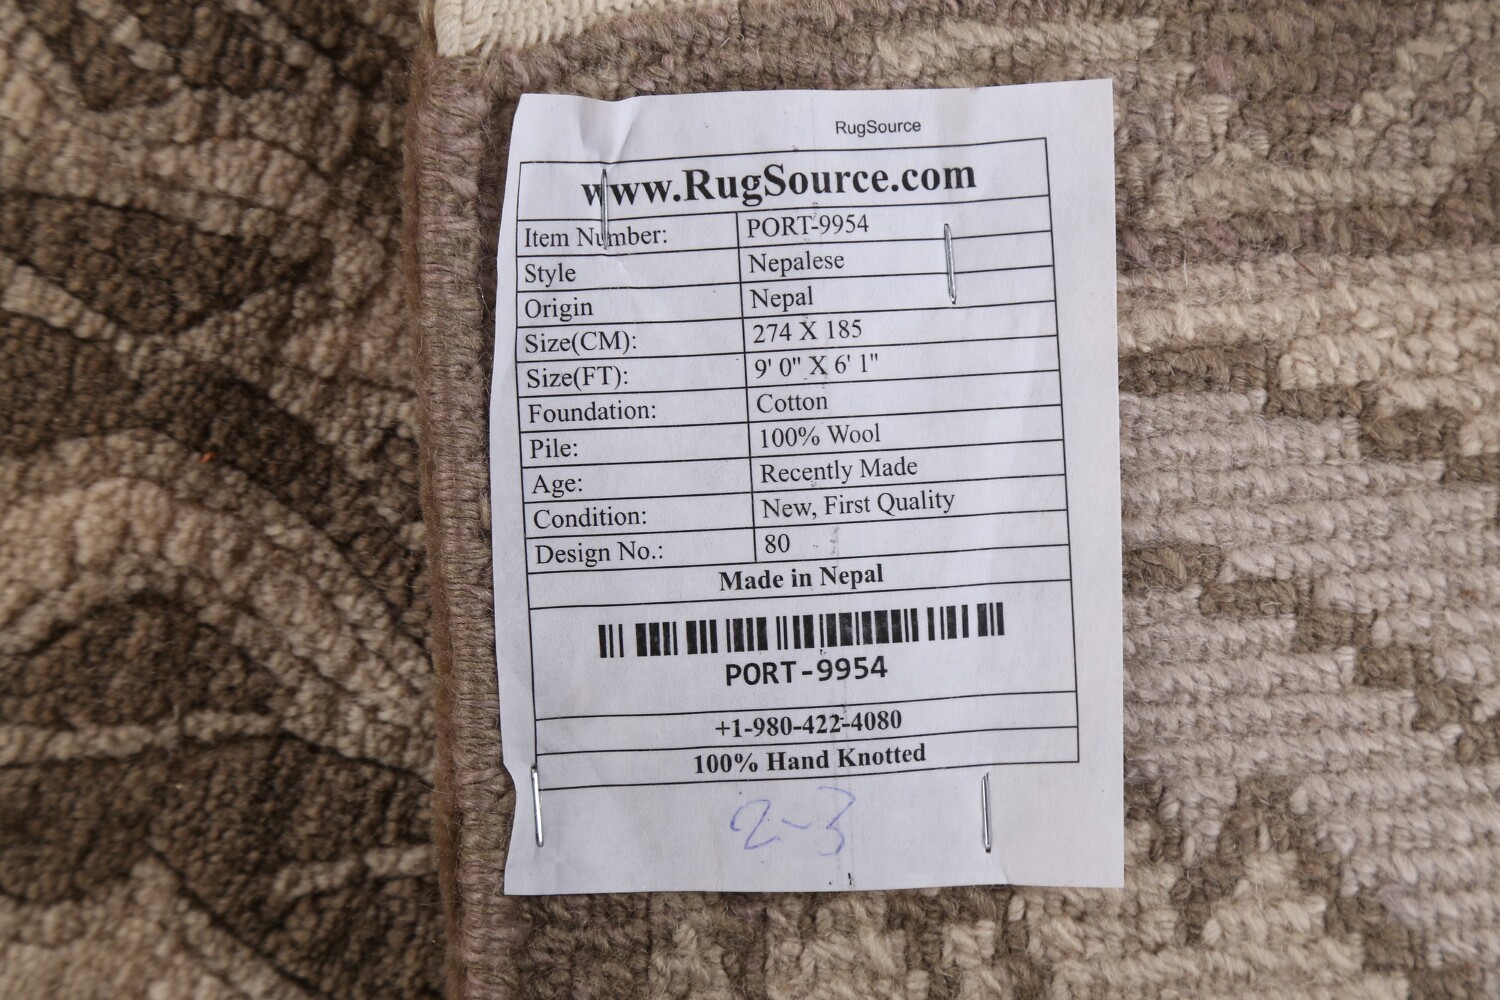 RugSource
www.RugSource.com
Item Number: PORT-9954
Style Nepalese
Origin Nepal
Size(CM): 274 X 185
Size(FT): 9' 0" X 6' 1"
Foundation: Cotton
Pile: 100% Wool
Age: Recently Made
Condition: New, First Quality
Design No.: 80
Made in Nepal
PORT-9954
+1-980-422-4080
100% Hand Knotted
2-3